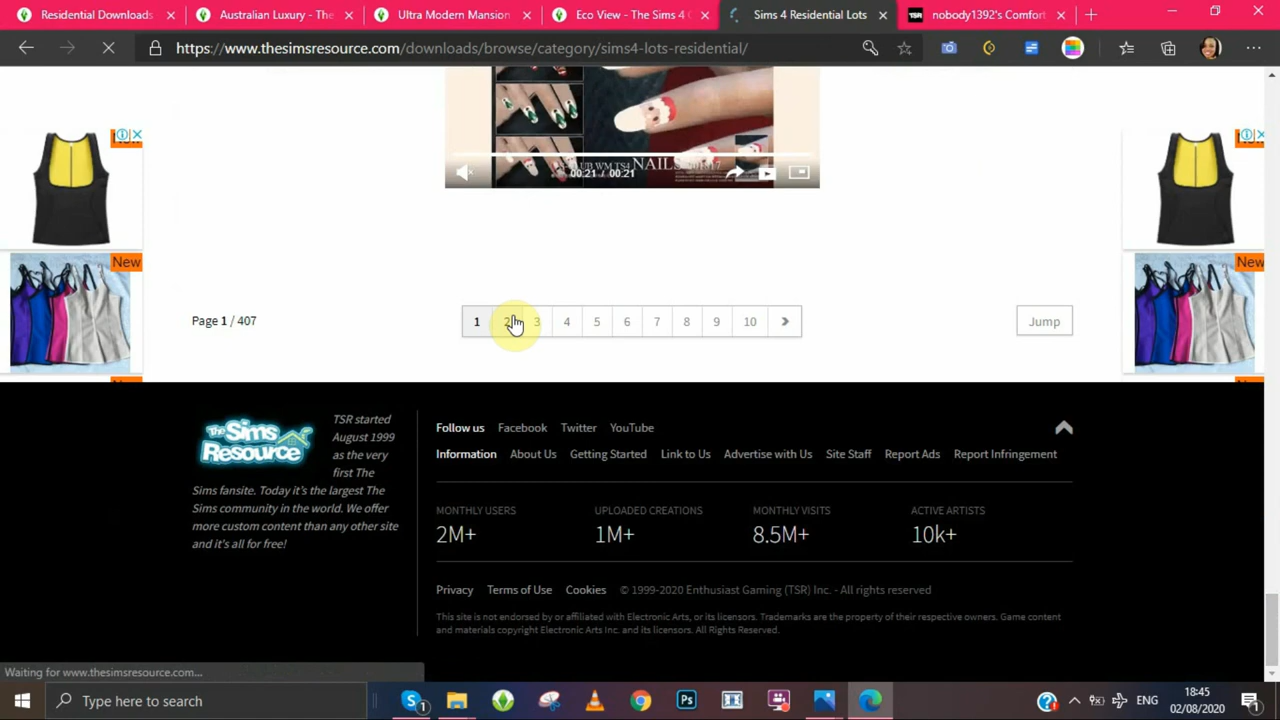 Residential Downloads
Australian Luxury - The
Ultra Modern Mansion
Eco View - The Sims 4
Sims 4 Residential Lots
nobody1392's Comfort
https://www.thesimsresource.com/downloads/browse/category/sims4-lots-residential/
NAILS
00:21 / 00:21
New
New
Page 1 / 407
1 2 3 4 5 6 7 8 9 10
Jump
The Sims Resource
TSR started
August 1999
as the very
first The
Sims fansite. Today it's the largest The
Sims community in the world. We offer
more custom content than any other site
and it's all for free!
Follow us Facebook Twitter YouTube
Information About Us Getting Started Link to Us Advertise with Us Site Staff Report Ads Report Infringement
MONTHLY USERS UPLOADED CREATIONS MONTHLY VISITS ACTIVE ARTISTS
2M+ 1M+ 8.5M+ 10k+
Privacy Terms of Use Cookies © 1999-2020 Enthusiast Gaming (TSR) Inc. - All rights reserved
This site is not endorsed by or affiliated with Electronic Arts, or its licensors. Trademarks are the property of their respective owners. Game content
and materials copyright Electronic Arts Inc. and its licensors. All Rights Reserved.
Waiting for www.thesimsresource.com...
Type here to search
ENG
18:45
02/08/2020